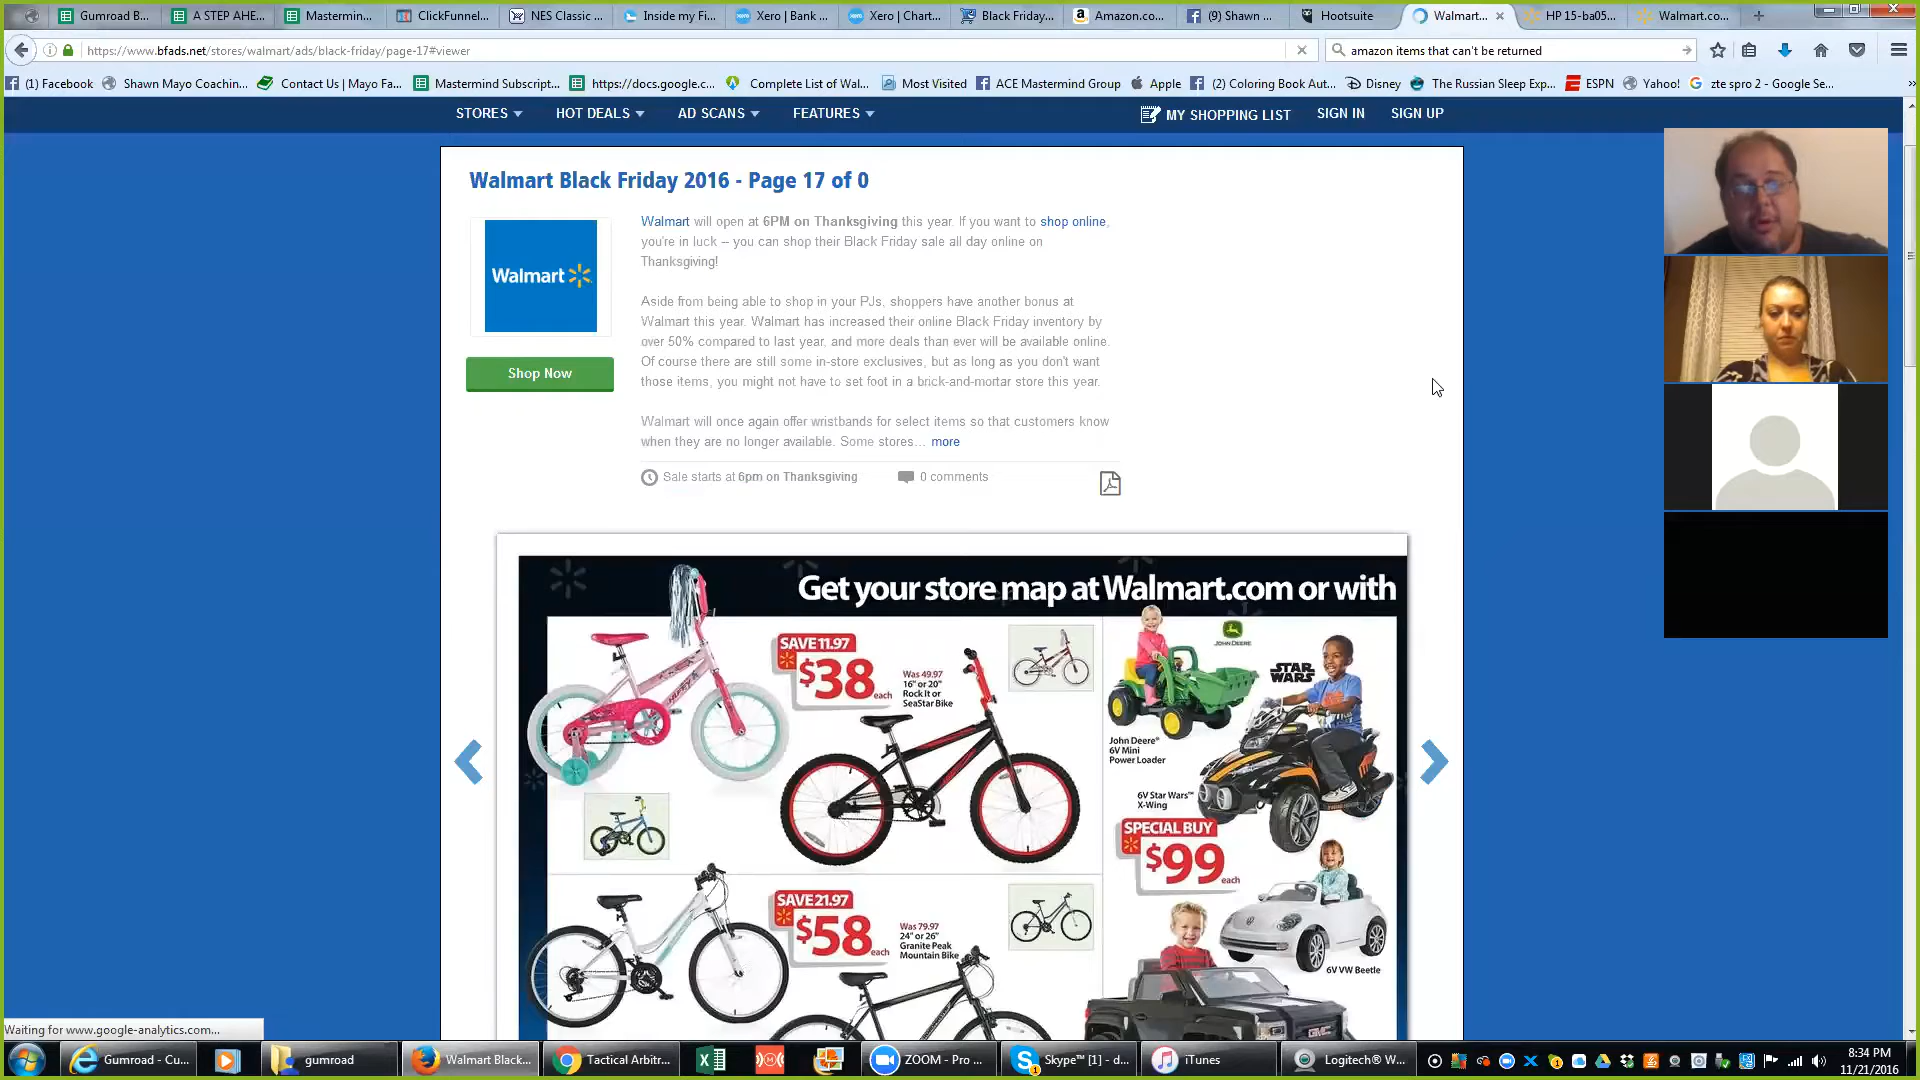 Gumroad B...
A STEP AHE...
Mastermin...
ClickFunnel...
NES Classic ...
Inside my Fi...
Xero | Bank ...
Xero | Chart...
Black Friday...
Amazon.co...
(9) Shawn ...
Hootsuite
Walmart...
HP 15-ba05...
Walmart.co...
https://www.bfads.net/stores/walmart/ads/black-friday/page-17#viewer
amazon items that can't be returned
(1) Facebook
Shawn Mayo Coachin...
Contact Us | Mayo Fa...
Mastermind Subscript...
https://docs.google.c...
Complete List of Wal...
Most Visited
ACE Mastermind Group
Apple
(2) Coloring Book Aut...
Disney
The Russian Sleep Exp...
ESPN
Yahoo!
zte spro 2 - Google Se...
STORES
HOT DEALS
AD SCANS
FEATURES
MY SHOPPING LIST
SIGN IN
SIGN UP
Walmart Black Friday 2016 - Page 17 of 0
Walmart
Shop Now
Walmart will open at 6PM on Thanksgiving this year. If you want to shop online,
you're in luck – you can shop their Black Friday sale all day online on
Thanksgiving!
Aside from being able to shop in your PJs, shoppers have another bonus at
Walmart this year. Walmart has increased their online Black Friday inventory by
over 50% compared to last year, and more deals than ever will be available online.
Of course there are still some in-store exclusives, but as long as you don't want
those items, you might not have to set foot in a brick-and-mortar store this year.
Walmart will once again offer wristbands for select items so that customers know
when they are no longer available. Some stores... more
Sale starts at 6pm on Thanksgiving
0 comments
Get your store map at Walmart.com or with
SAVE 11.97
$38 each
Was 49.97
16" or 20"
Rock It or
SeaStar Bike
JOHN DEERE
John Deere®
6V Mini
Power Loader
STAR
WARS
6V Star Wars™
X-Wing
SPECIAL BUY
$99 each
6V VW Beetle
SAVE 21.97
$58 each
Was 79.97
24" or 26"
Granite Peak
Mountain Bike
GMC
Waiting for www.google-analytics.com...
Gumroad - Cu...
gumroad
Walmart Black...
Tactical Arbitr...
ZOOM - Pro ...
Skype™ [1] - d...
iTunes
Logitech® W...
8:34 PM
11/21/2016